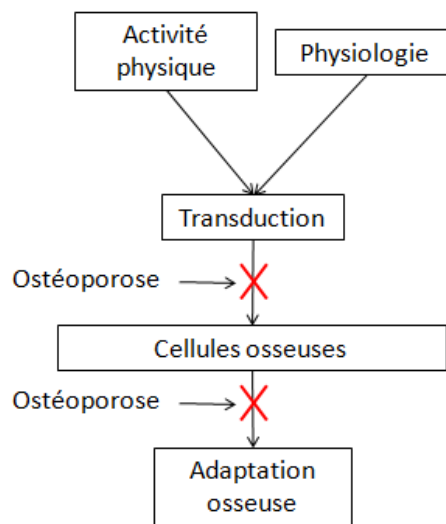 Activité
physique
Physiologie
Transduction
Ostéoporose
Cellules osseuses
Ostéoporose
Adaptation
osseuse